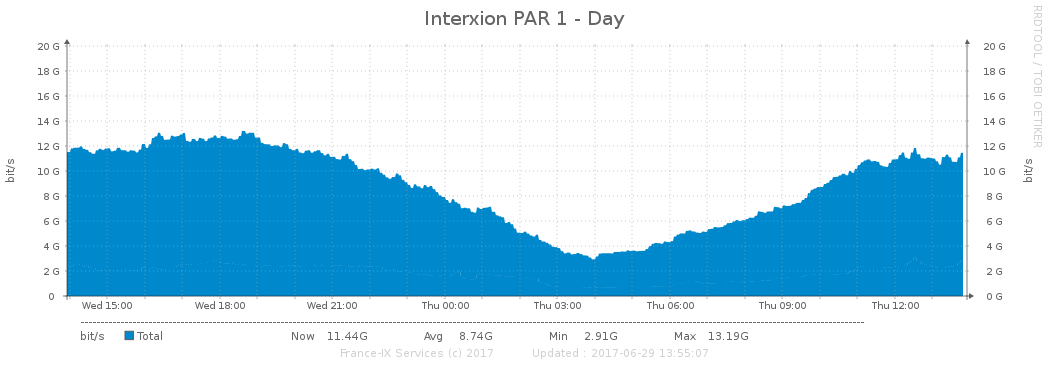 Interxion PAR 1 - Day
RRDTOOL / TOBI OETIKER
bit/s
20 G 20 G
18 G 18 G
16 G 16 G
14 G 14 G
12 G 12 G
10 G 10 G
8 G 8 G
6 G 6 G
4 G 4 G
2 G 2 G
0 0 G
bit/s
Wed 15:00 Wed 18:00 Wed 21:00 Thu 00:00 Thu 03:00 Thu 06:00 Thu 09:00 Thu 12:00
bit/s Total Now 11.44G Avg 8.74G Min 2.91G Max 13.19G
France-IX Services (c) 2017 Updated : 2017-06-29 13:55:07